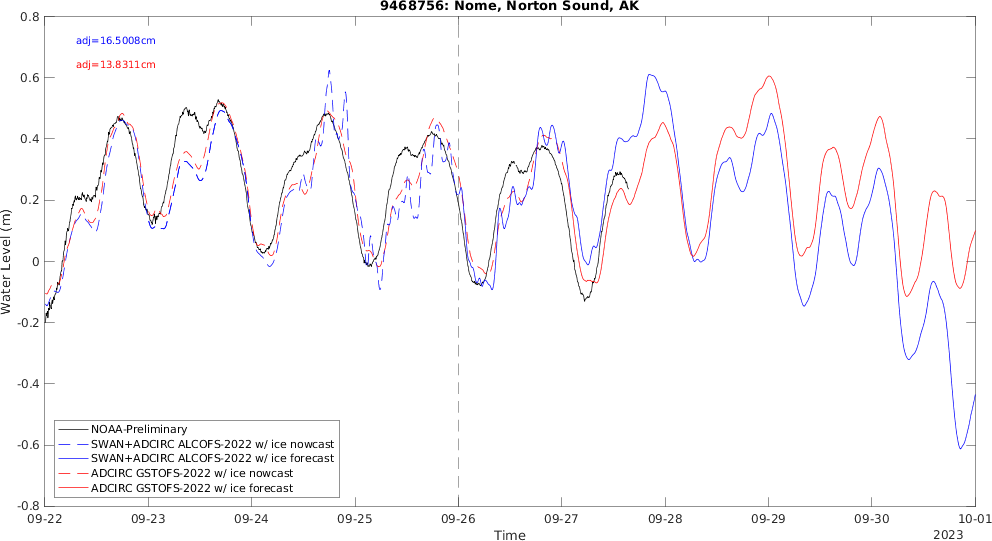 9468756: Nome, Norton Sound, AK
adj=16.5008cm
adj=13.8311cm
Water Level (m)
0.8
0.6
0.4
0.2
0
-0.2
-0.4
-0.6
-0.8
NOAA-Preliminary
SWAN+ADCIRC ALCOFS-2022 w/ ice nowcast
SWAN+ADCIRC ALCOFS-2022 w/ ice forecast
ADCIRC GSTOFS-2022 w/ ice nowcast
ADCIRC GSTOFS-2022 w/ ice forecast
09-22 09-23 09-24 09-25 09-26 09-27 09-28 09-29 09-30 10-01
Time
2023